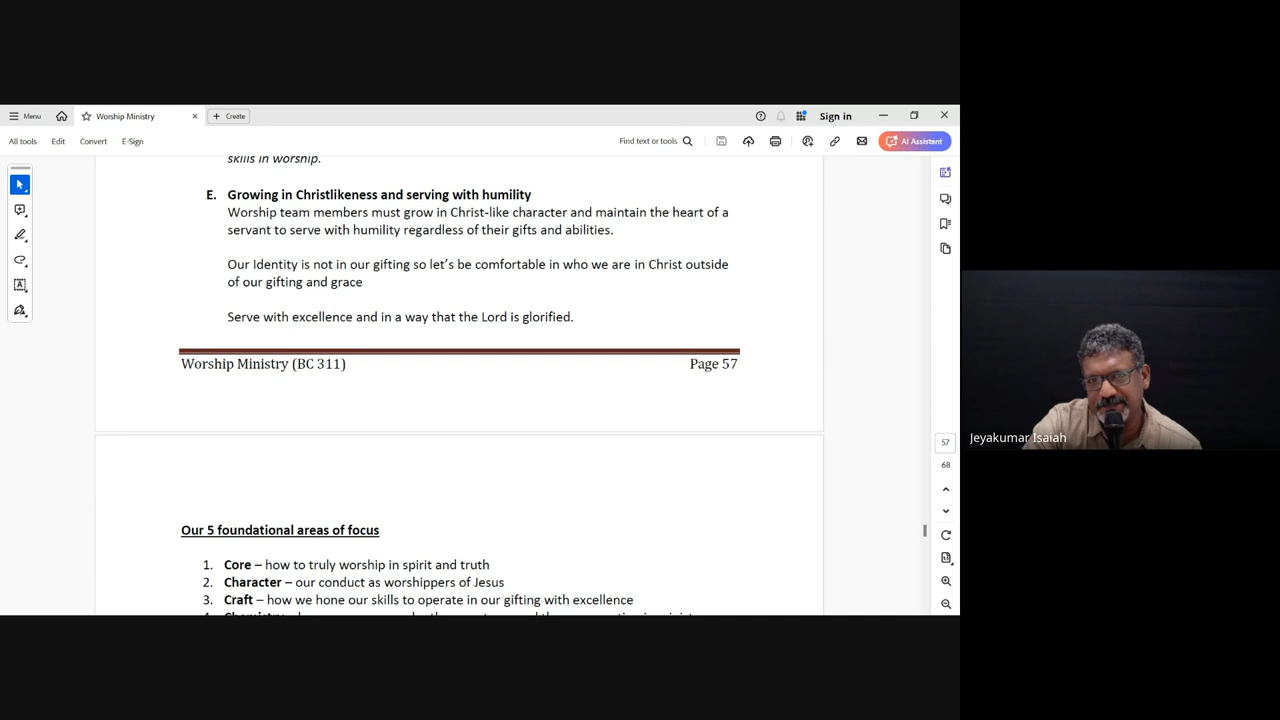 Menu
Worship Ministry
Create
Sign in
All tools Edit Convert E-Sign
Find text or tools
AI Assistant
skills in worship.
E. Growing in Christlikeness and serving with humility
Worship team members must grow in Christ-like character and maintain the heart of a
servant to serve with humility regardless of their gifts and abilities.
Our Identity is not in our gifting so let's be comfortable in who we are in Christ outside
of our gifting and grace
Serve with excellence and in a way that the Lord is glorified.
Worship Ministry (BC 311) Page 57
57
68
Our 5 foundational areas of focus
1. Core – how to truly worship in spirit and truth
2. Character – our conduct as worshippers of Jesus
3. Craft – how we hone our skills to operate in our gifting with excellence
Jeyakumar Isaiah